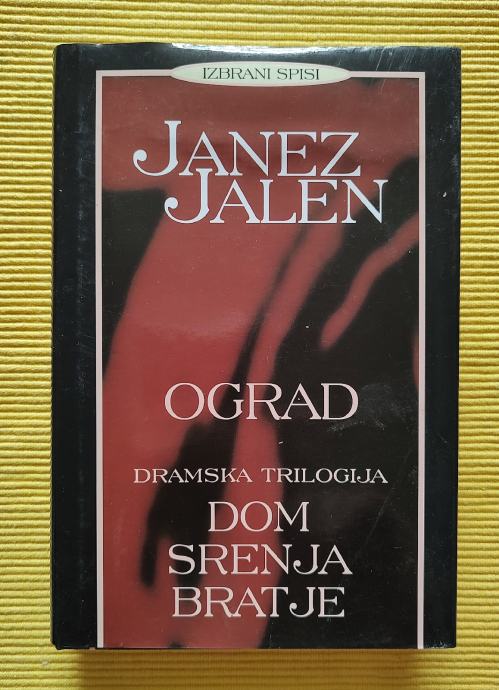 IZBRANI SPISI
JANEZ
JALEN
OGRAD
DRAMSKA TRILOGIJA
DOM
SRENJA
BRATJE